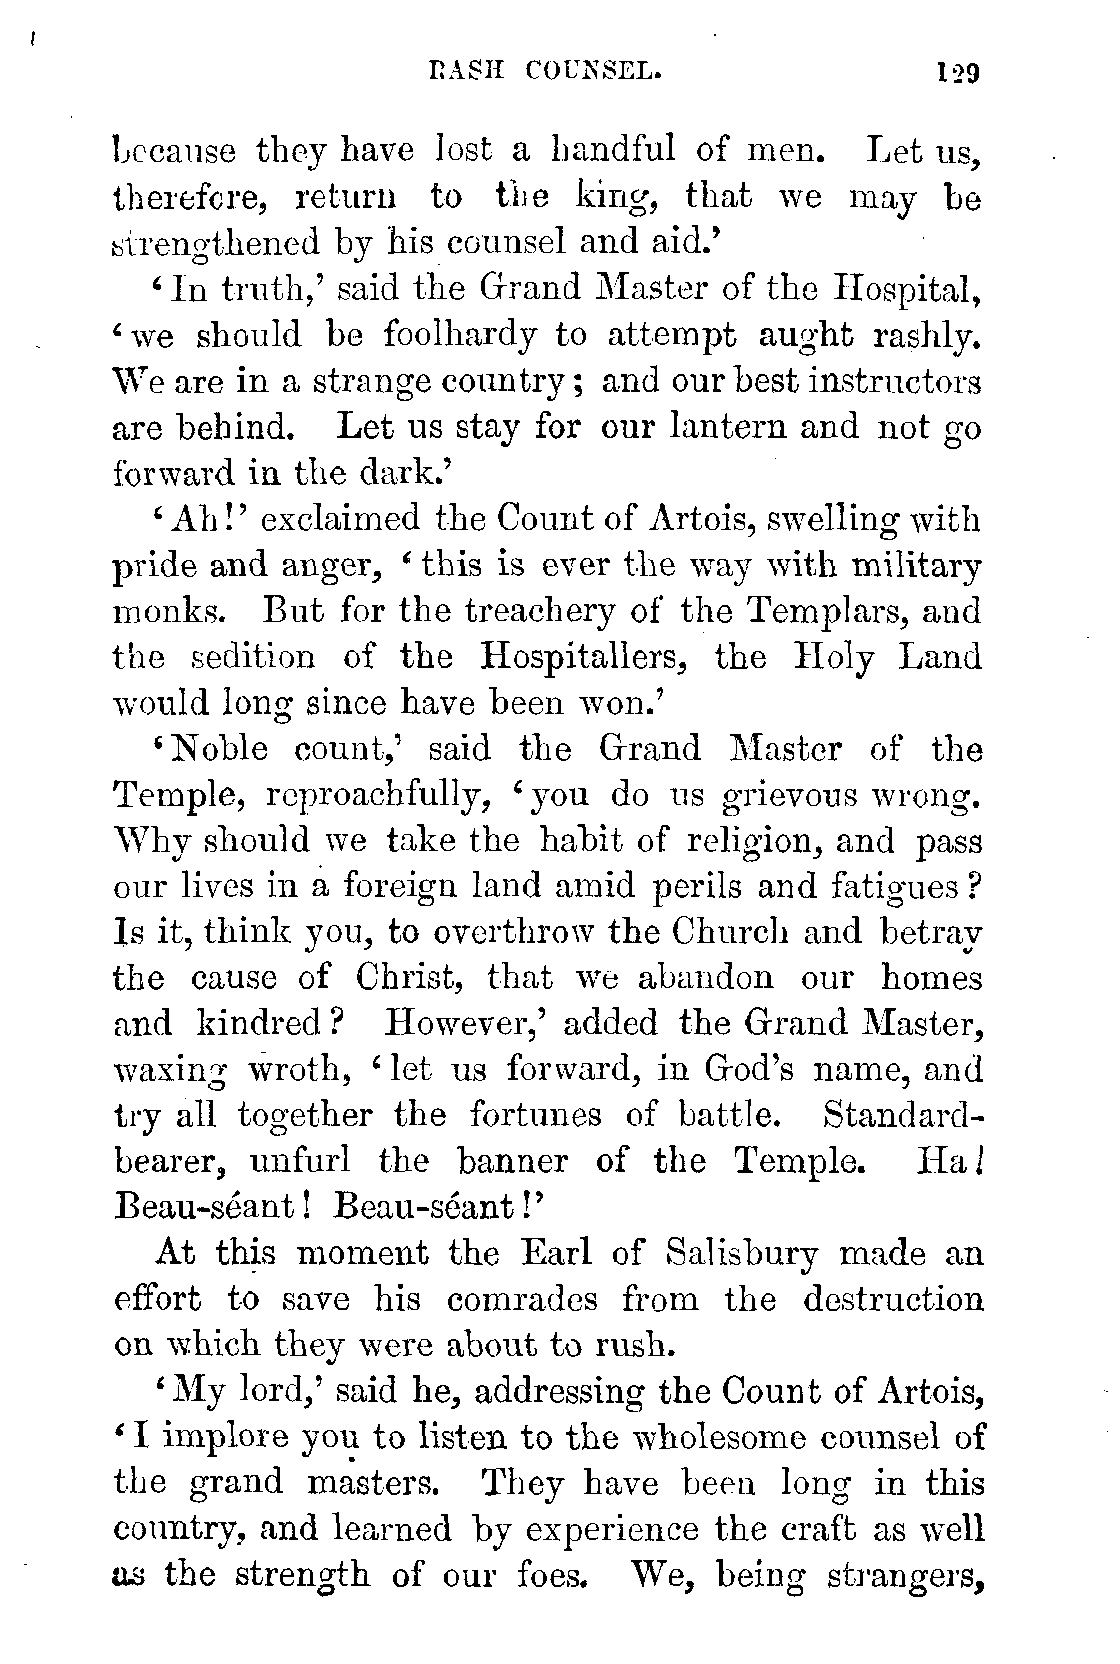 RASH COUNSEL. 129
because they have lost a handful of men. Let us,
therefore, return to the king, that we may be
strengthened by his counsel and aid.’
‘In truth,’ said the Grand Master of the Hospital,
‘we should be foolhardy to attempt aught rashly.
We are in a strange country; and our best instructors
are behind. Let us stay for our lantern and not go
forward in the dark.’
‘Ah!’ exclaimed the Count of Artois, swelling with
pride and anger, ‘this is ever the way with military
monks. But for the treachery of the Templars, and
the sedition of the Hospitallers, the Holy Land
would long since have been won.’
‘Noble count,’ said the Grand Master of the
Temple, reproachfully, ‘you do us grievous wrong.
Why should we take the habit of religion, and pass
our lives in a foreign land amid perils and fatigues?
Is it, think you, to overthrow the Church and betray
the cause of Christ, that we abandon our homes
and kindred? However,’ added the Grand Master,
waxing wroth, ‘let us forward, in God’s name, and
try all together the fortunes of battle. Standard-
bearer, unfurl the banner of the Temple. Ha!
Beau-séant! Beau-séant!’
At this moment the Earl of Salisbury made an
effort to save his comrades from the destruction
on which they were about to rush.
‘My lord,’ said he, addressing the Count of Artois,
‘I implore you to listen to the wholesome counsel of
the grand masters. They have been long in this
country, and learned by experience the craft as well
as the strength of our foes. We, being strangers,